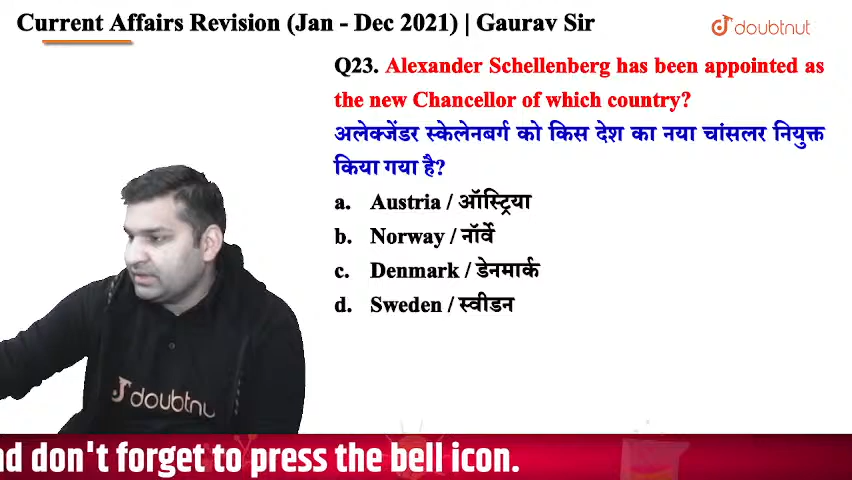 Current Affairs Revision (Jan - Dec 2021) | Gaurav Sir
doubtnut
Q23. Alexander Schellenberg has been appointed as
the new Chancellor of which country?
अलेक्जेंडर स्केलेनबर्ग को किस देश का नया चांसलर नियुक्त
किया गया है?
a. Austria / ऑस्ट्रिया
b. Norway / नॉर्वे
c. Denmark / डेनमार्क
d. Sweden / स्वीडन
doubtnut
don't forget to press the bell icon.